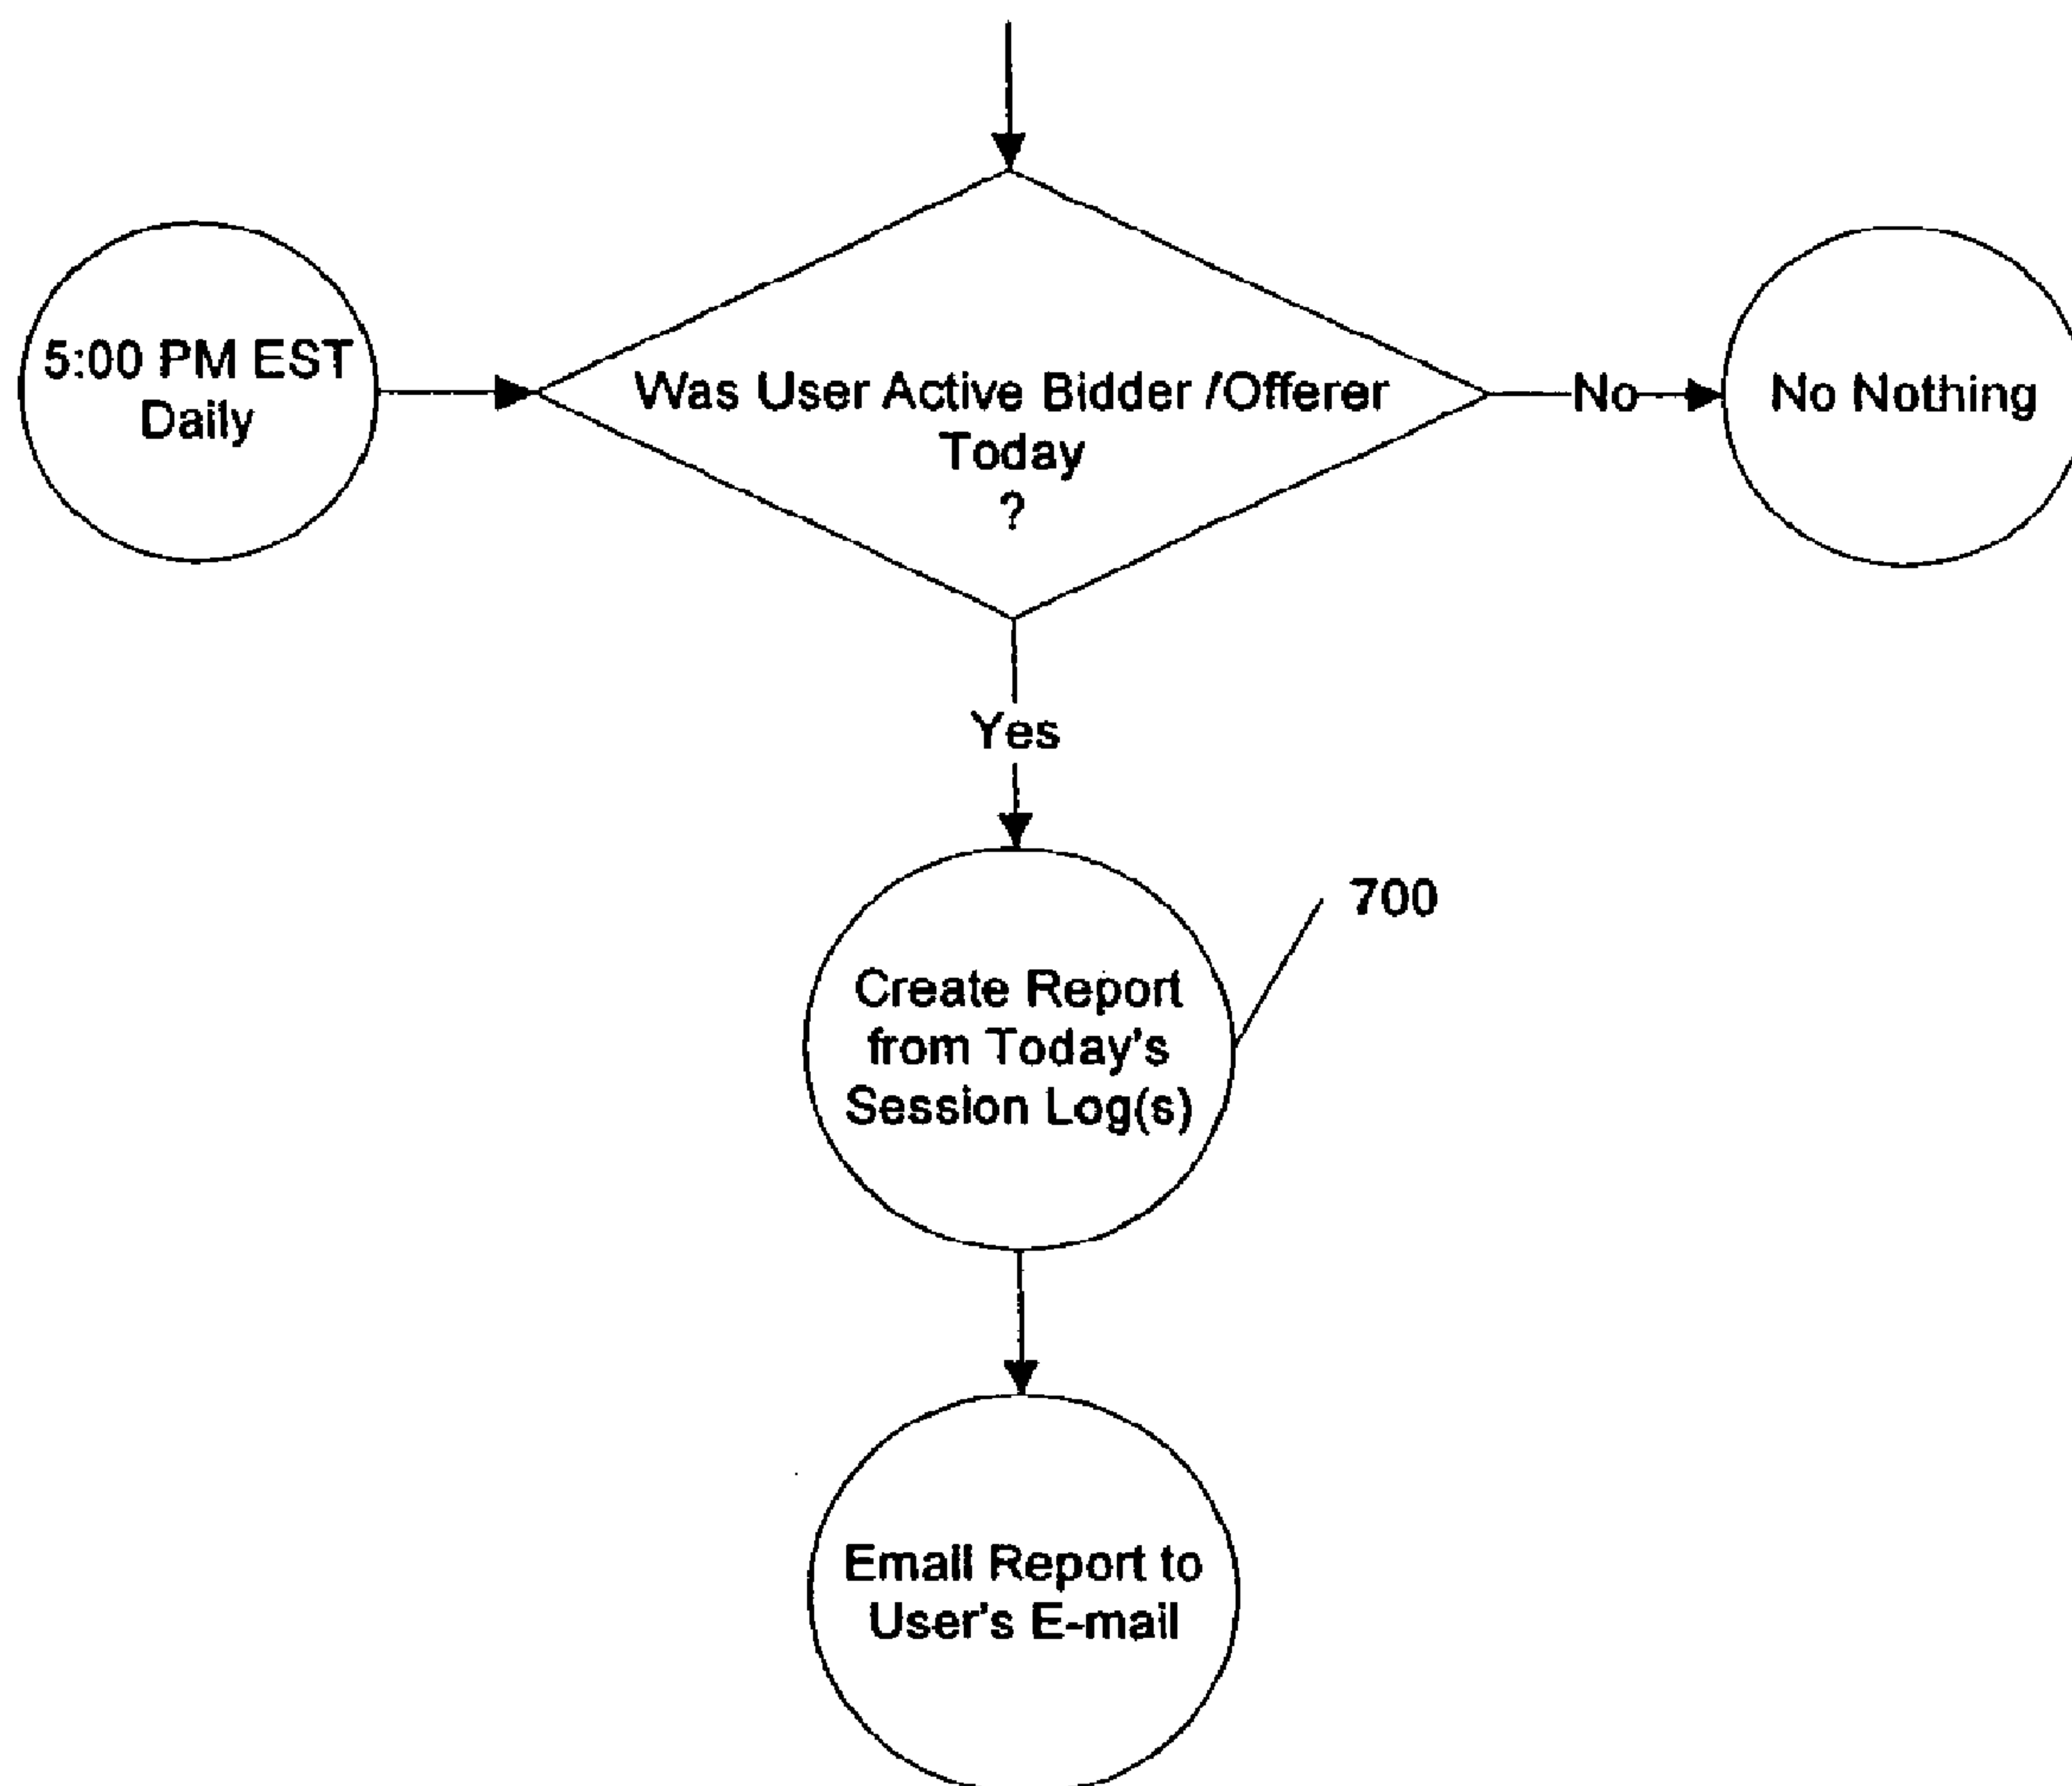 5:00 PM EST
Daily
Was User Active Bidder /Offerer
Today
?
No
No Nothing
Yes
700
Create Report
from Today's
Session Log(s)
Email Report to
User's E-mail